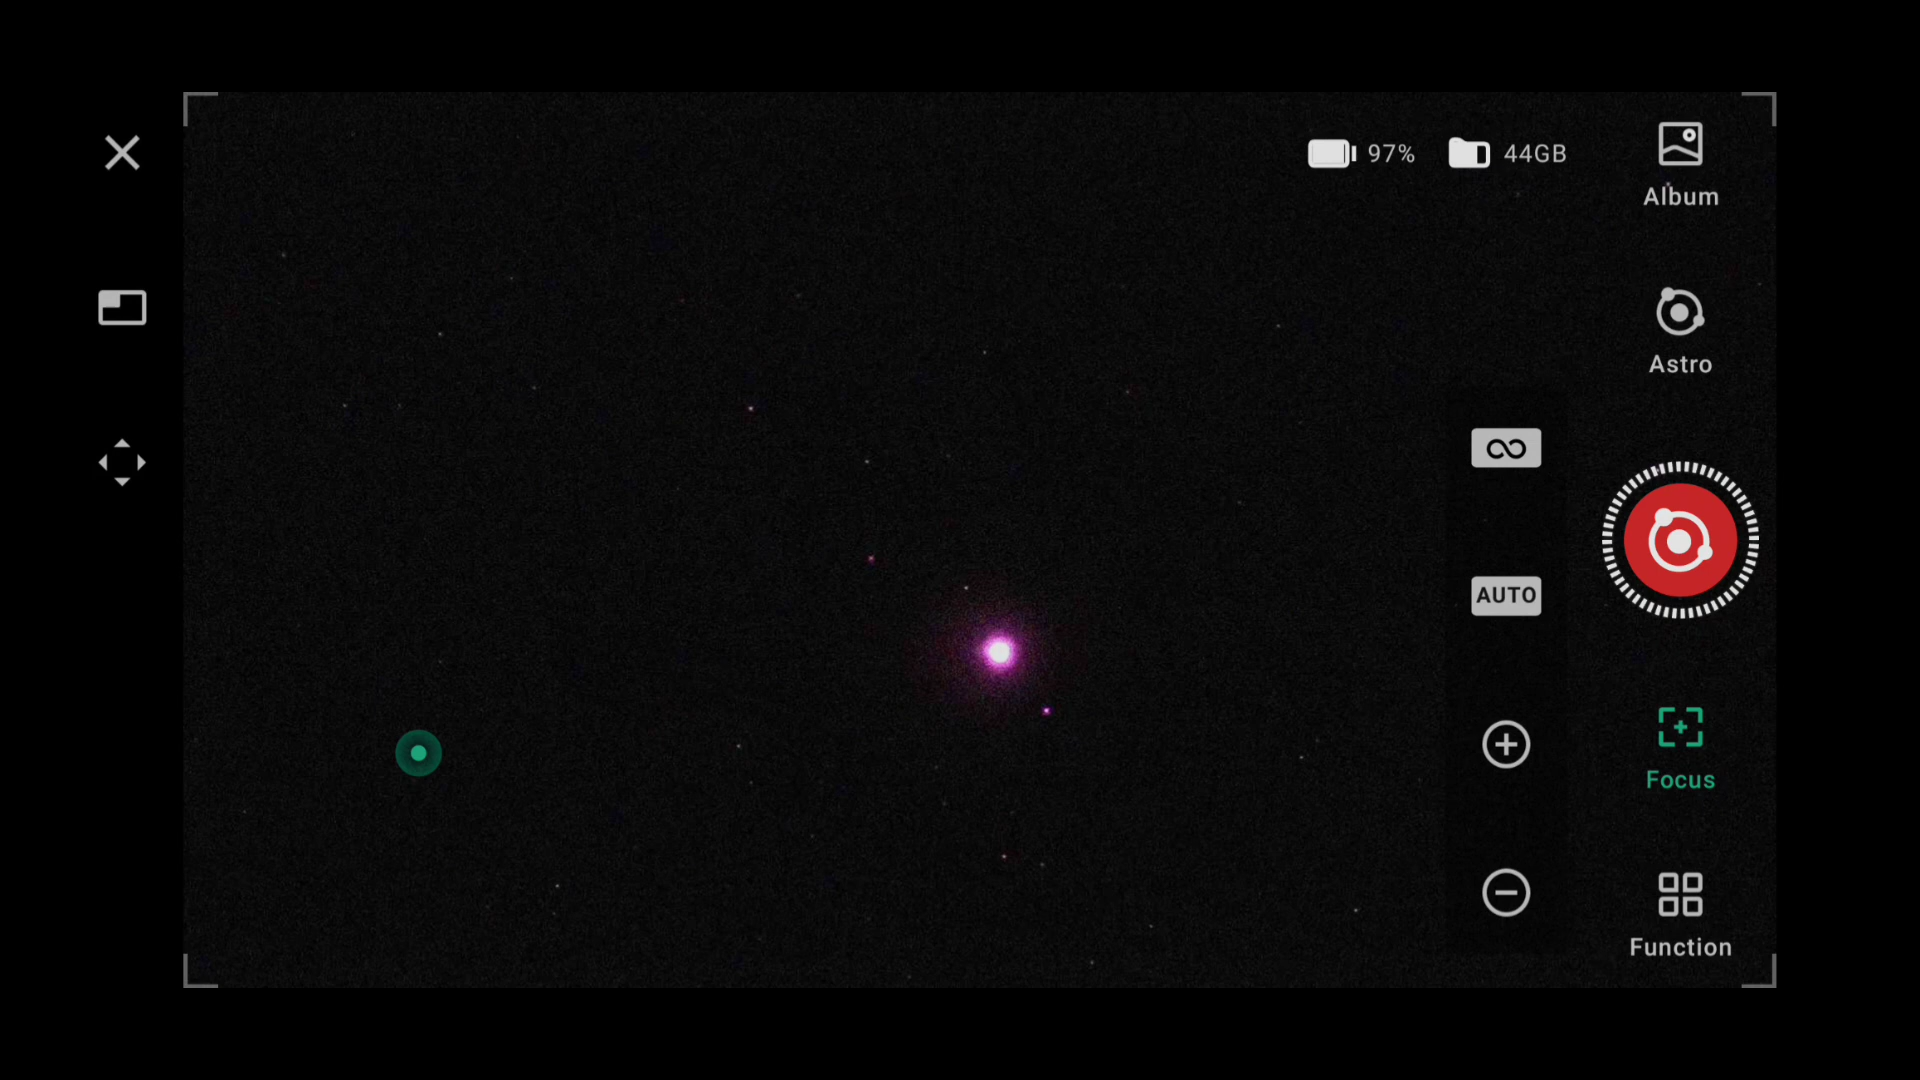 97% 44GB
Album
Astro
∞
AUTO
Focus
Function